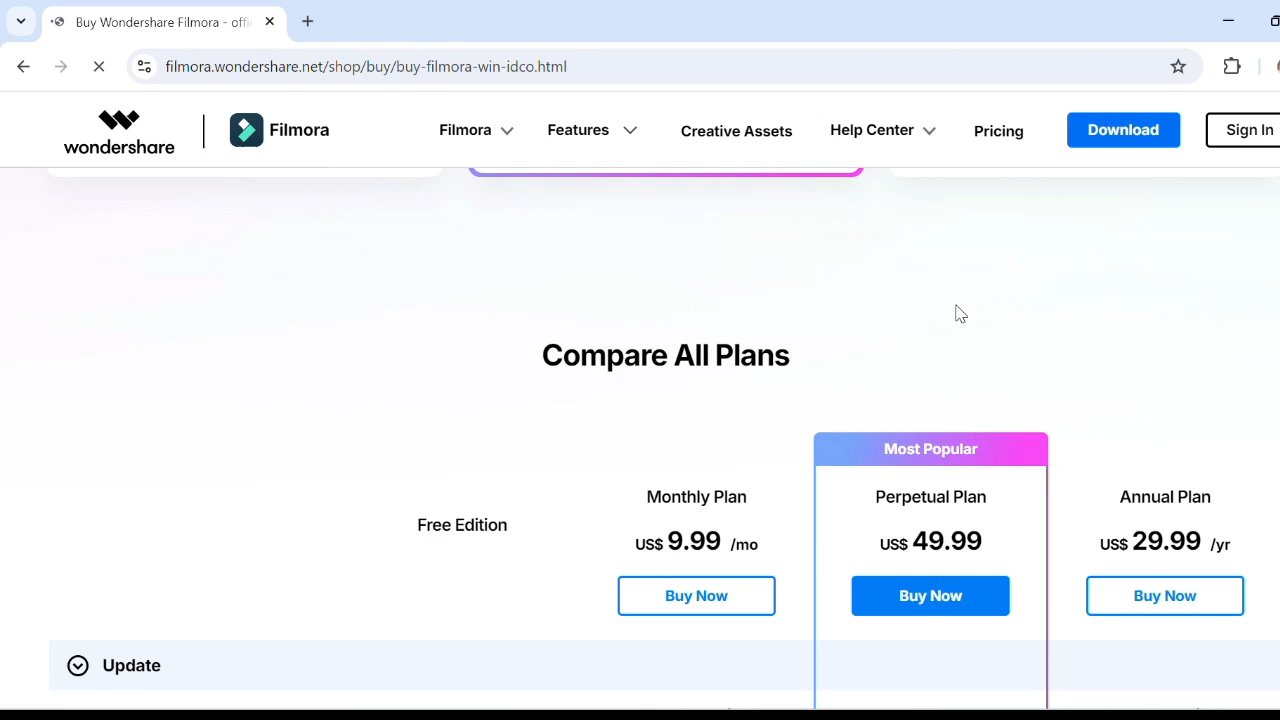 Buy Wondershare Filmora - offi
filmora.wondershare.net/shop/buy/buy-filmora-win-idco.html
wondershare
Filmora
Filmora
Features
Creative Assets
Help Center
Pricing
Download
Sign In
Compare All Plans
Most Popular
Free Edition
Monthly Plan
US$ 9.99 /mo
Buy Now
Perpetual Plan
US$ 49.99
Buy Now
Annual Plan
US$ 29.99 /yr
Buy Now
Update